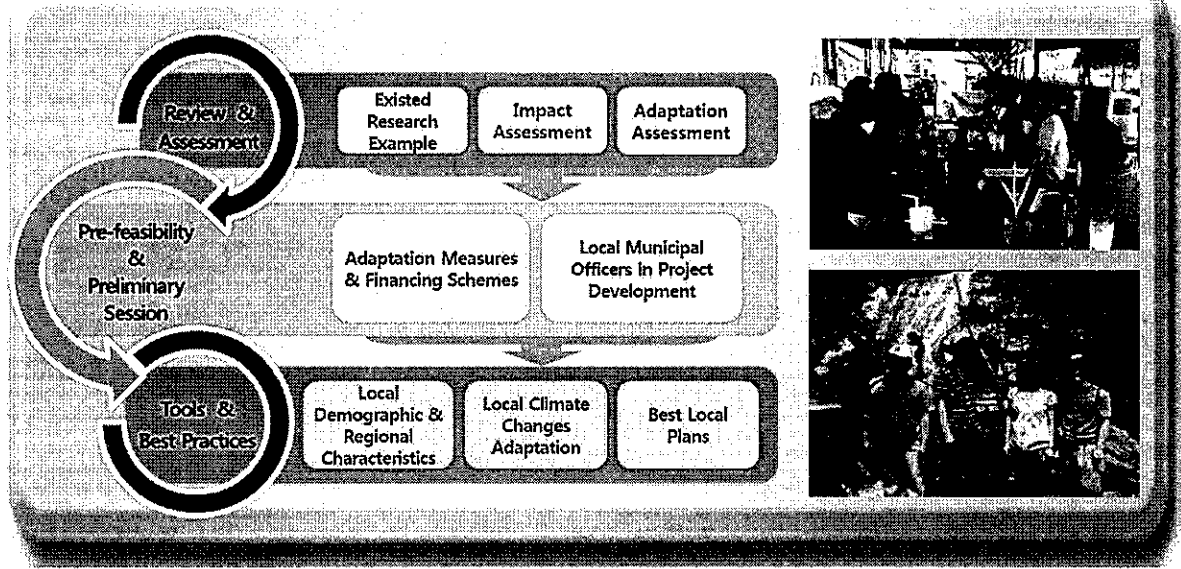 Review &
Assessment
Existed
Research
Example
Impact
Assessment
Adaptation
Assessment
Pre-feasibility
&
Preliminary
Session
Adaptation Measures
& Financing Schemes
Local Municipal
Officers in Project
Development
Tools &
Best Practices
Local
Demographic &
Regional
Characteristics
Local Climate
Changes
Adaptation
Best Local
Plans